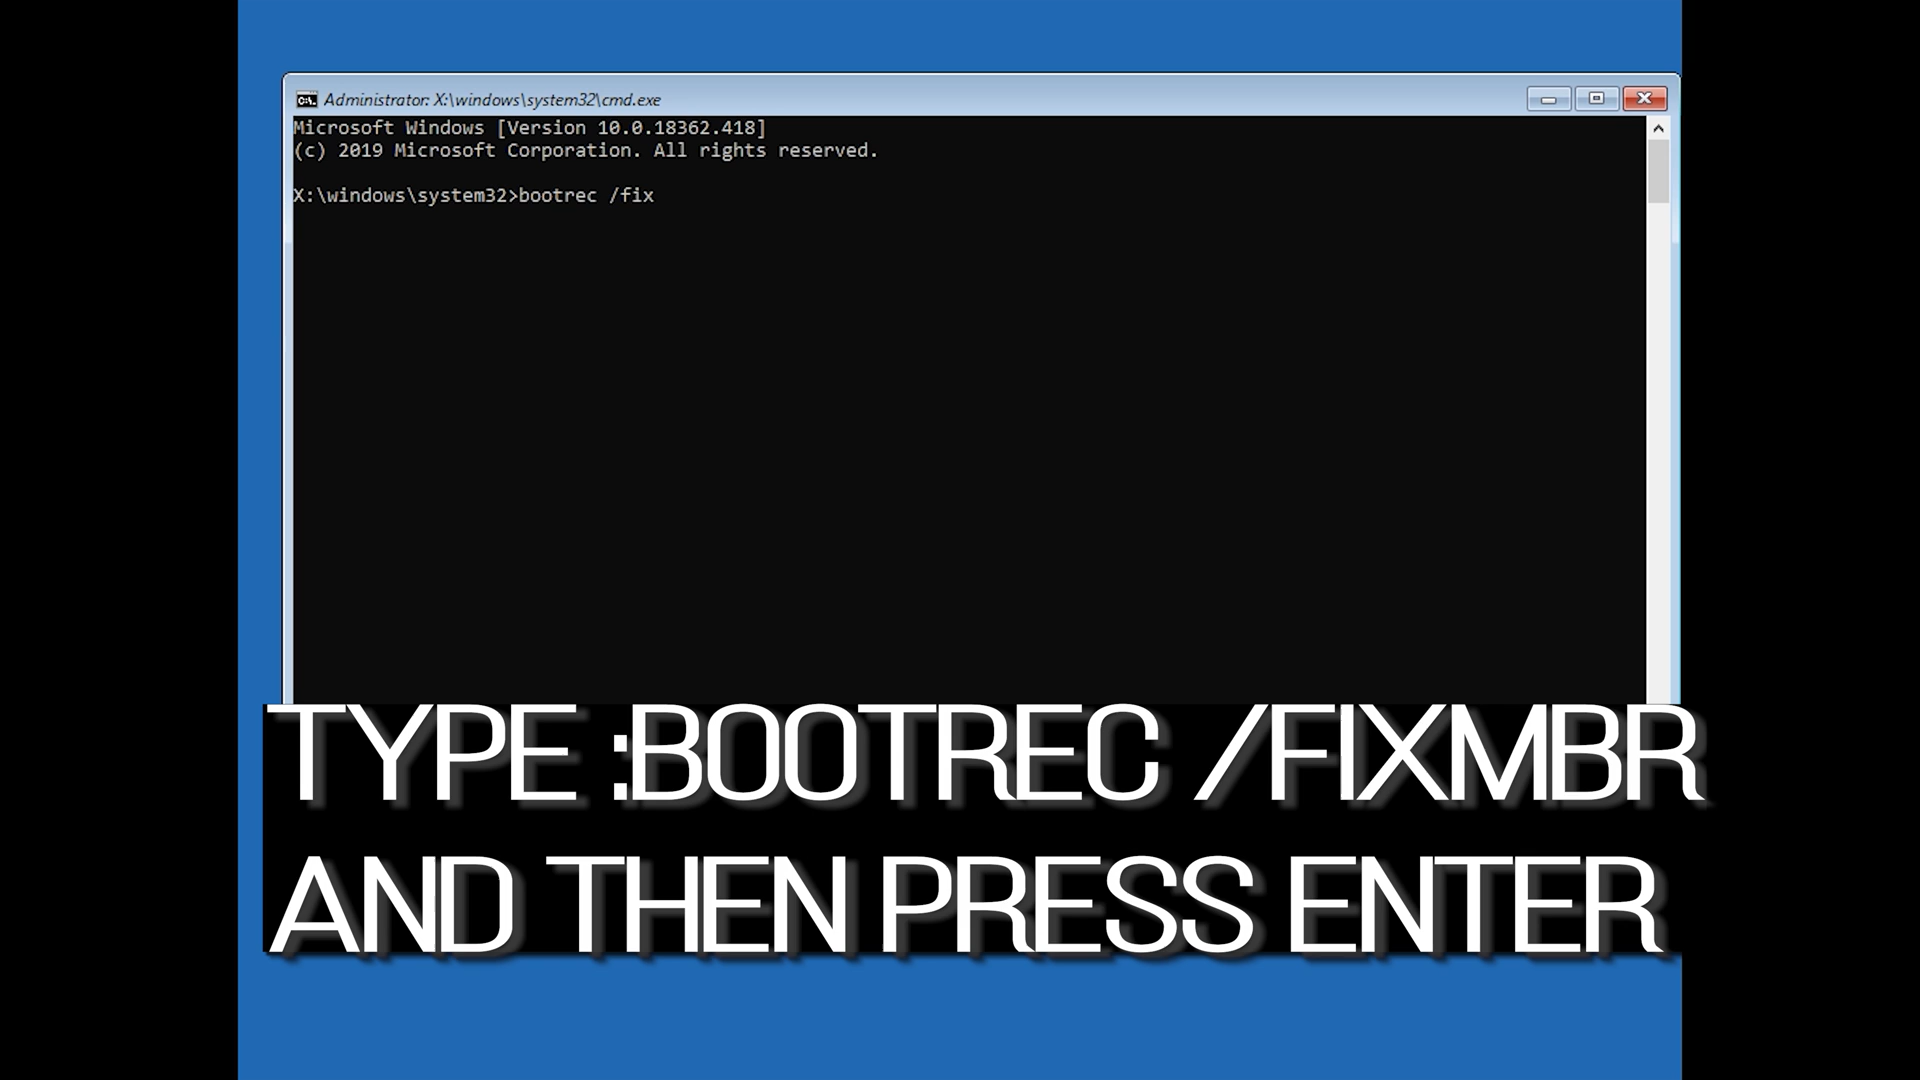 Administrator: X:\windows\system32\cmd.exe
Microsoft Windows [Version 10.0.18362.418]
(c) 2019 Microsoft Corporation. All rights reserved.
X:\windows\system32>bootrec /fix
TYPE :BOOTREC /FIXMBR
AND THEN PRESS ENTER